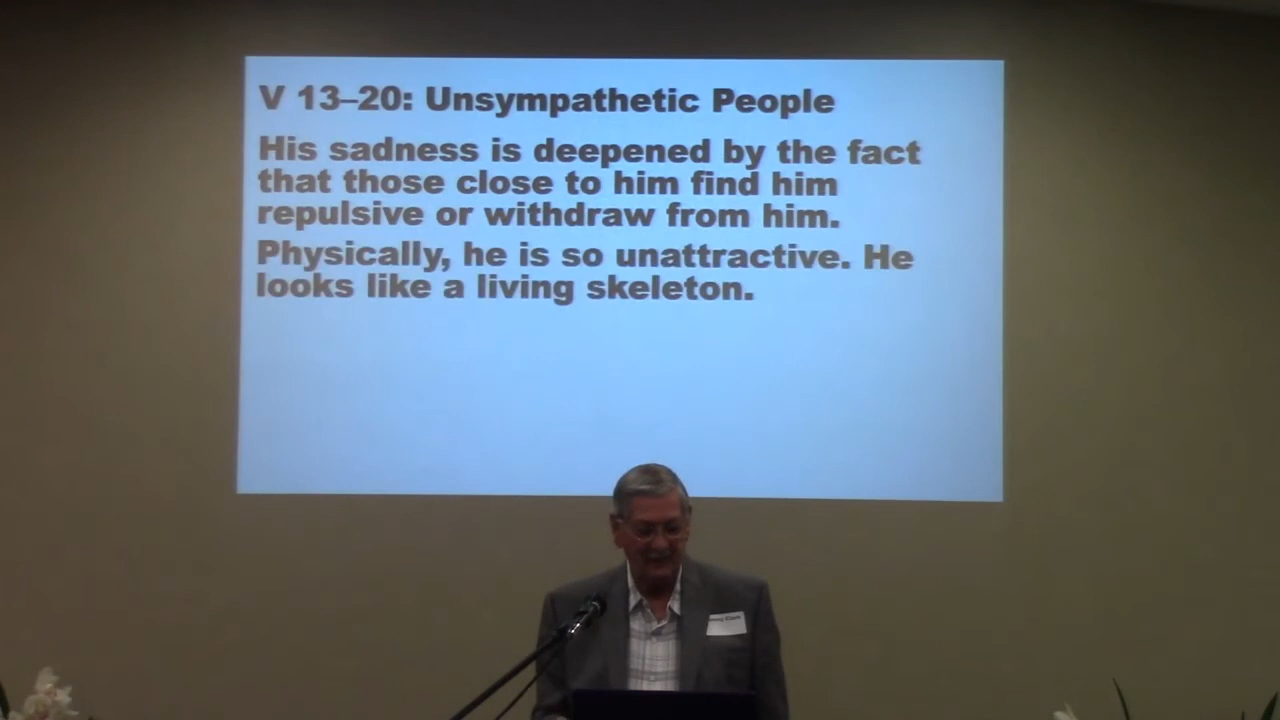 V 13–20: Unsympathetic People
His sadness is deepened by the fact
that those close to him find him
repulsive or withdraw from him.
Physically, he is so unattractive. He
looks like a living skeleton.